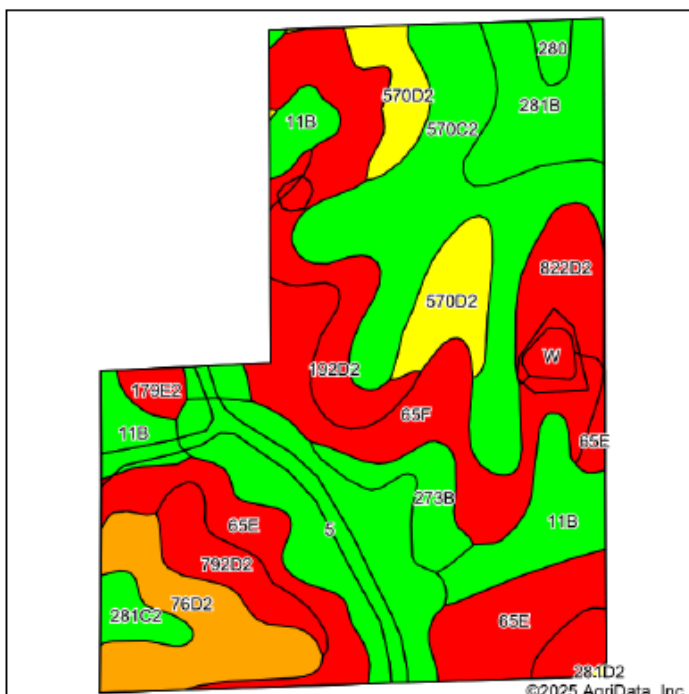 280
570D2
281B
11B
570C2
822D2
570D2
W
192D2
179E2
65F
11B
65E
273B
65E
5
11B
792D2
76D2
281C2
65E
281D2
©2025 AgriData, Inc.